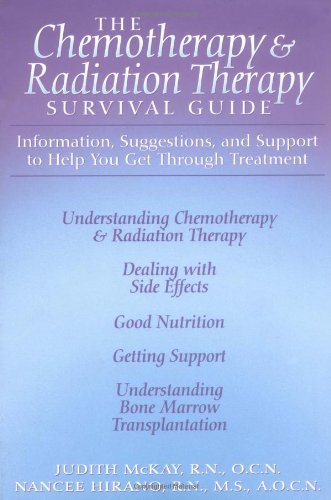 THE
Chemotherapy &
Radiation Therapy
SURVIVAL GUIDE
Information, Suggestions, and Support
to Help You Get Through Treatment
Understanding Chemotherapy
& Radiation Therapy
Dealing with
Side Effects
Good Nutrition
Getting Support
Understanding
Bone Marrow
Transplantation
JUDITH MCKAY, R.N., O.C.N.
NANCEE HIRANO, R.N., M.S., A.O.C.N.